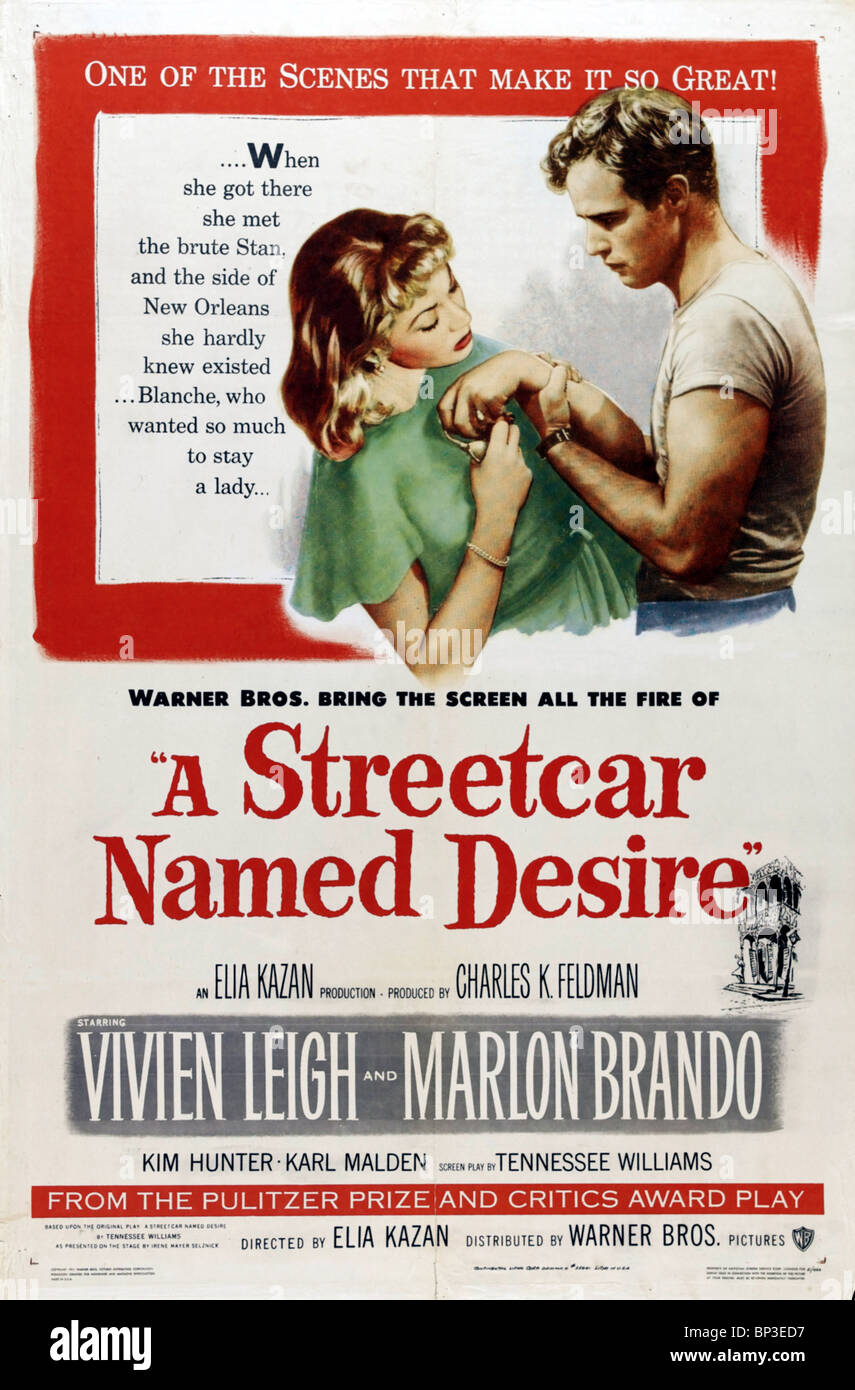 ONE OF THE SCENES THAT MAKE IT SO GREAT!
....When
she got there
she met
the brute Stan,
and the side of
New Orleans
she hardly
knew existed
...Blanche, who
wanted so much
to stay
a lady...
WARNER BROS. BRING THE SCREEN ALL THE FIRE OF
"A Streetcar
Named Desire"
AN ELIA KAZAN PRODUCTION · PRODUCED BY CHARLES K. FELDMAN
STARRING
VIVIEN LEIGH AND MARLON BRANDO
KIM HUNTER · KARL MALDEN SCREEN PLAY BY TENNESSEE WILLIAMS
FROM THE PULITZER PRIZE AND CRITICS AWARD PLAY
BASED UPON THE ORIGINAL PLAY A STREETCAR NAMED DESIRE
BY TENNESSEE WILLIAMS
AS PRESENTED ON THE STAGE BY IRENE MAYER SELZNICK
DIRECTED BY ELIA KAZAN DISTRIBUTED BY WARNER BROS. PICTURES WB
MADE IN U.S.A.
a alamy stock photo
BP3ED7
www.alamy.com